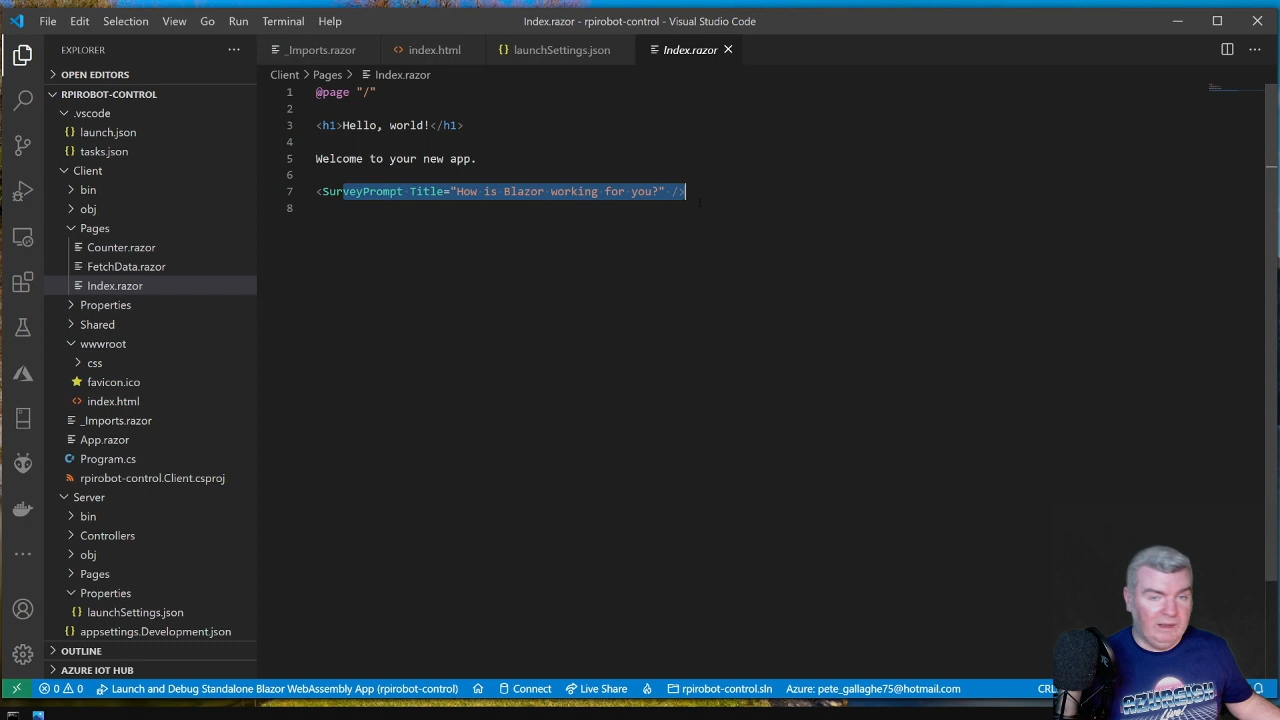 File Edit Selection View Go Run Terminal Help
Index.razor - rpirobot-control - Visual Studio Code
EXPLORER
_Imports.razor
index.html
launchSettings.json
Index.razor
OPEN EDITORS
RPIROBOT-CONTROL
.vscode
launch.json
tasks.json
Client
bin
obj
Pages
Counter.razor
FetchData.razor
Index.razor
Properties
Shared
wwwroot
css
favicon.ico
index.html
_Imports.razor
App.razor
Program.cs
rpirobot-control.Client.csproj
Server
bin
Controllers
obj
Pages
Properties
launchSettings.json
appsettings.Development.json
OUTLINE
AZURE IOT HUB
Client > Pages > Index.razor
1 @page "/"
2
3 <h1>Hello, world!</h1>
4
5 Welcome to your new app.
6
7 <SurveyPrompt Title="How is Blazor working for you?" />
8
0 0 Launch and Debug Standalone Blazor WebAssembly App (rpirobot-control) Connect Live Share rpirobot-control.sln Azure: pete_gallaghe75@hotmail.com